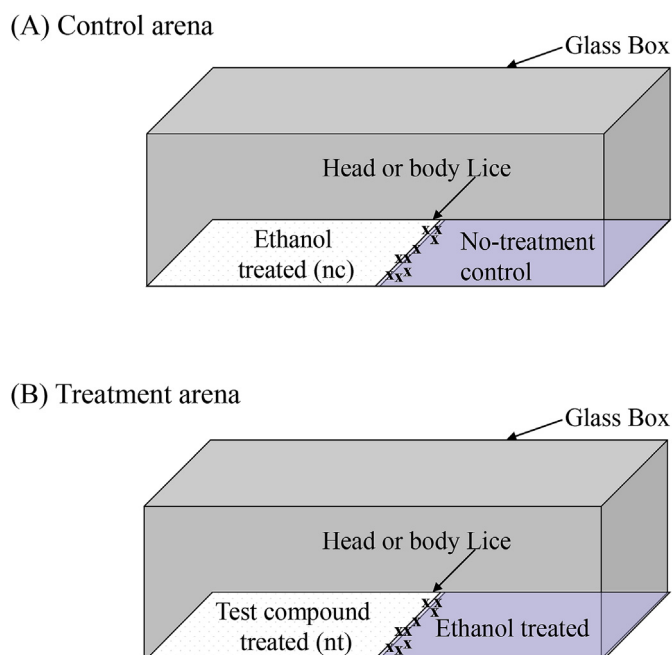 (A) Control arena
Glass Box
Head or body Lice
Ethanol
treated (nc)
No-treatment
control
x x
x
x
x x
x x x
(B) Treatment arena
Glass Box
Head or body Lice
Test compound
treated (nt)
Ethanol treated
x x
x
x
x x
x x x